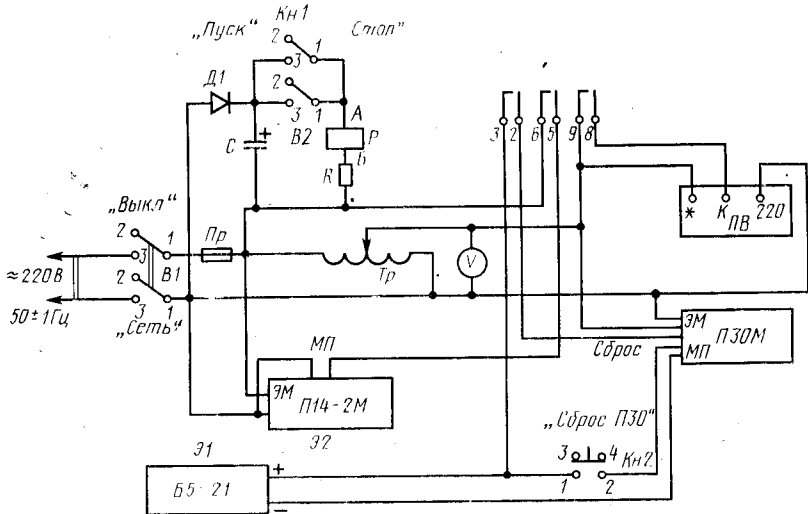 Кн1
„Пуск“ 2 1 Стоп"
3
Д1 2 1
3 В2 А
С + Р
Б
R
3 2 6 5 9 8
* К 220
ПВ
„Выкл“
2 1 Пр
3 В1
≈220В 2
3 1
50±1Гц
„Сеть“
Тр
V
МП
ЭМ
П14-2М
Э2
ЭМ
П30М
МП
Сброс
„Сброс П30“
3 4
Кн2
1 2
Э1
Б5-21
+
−